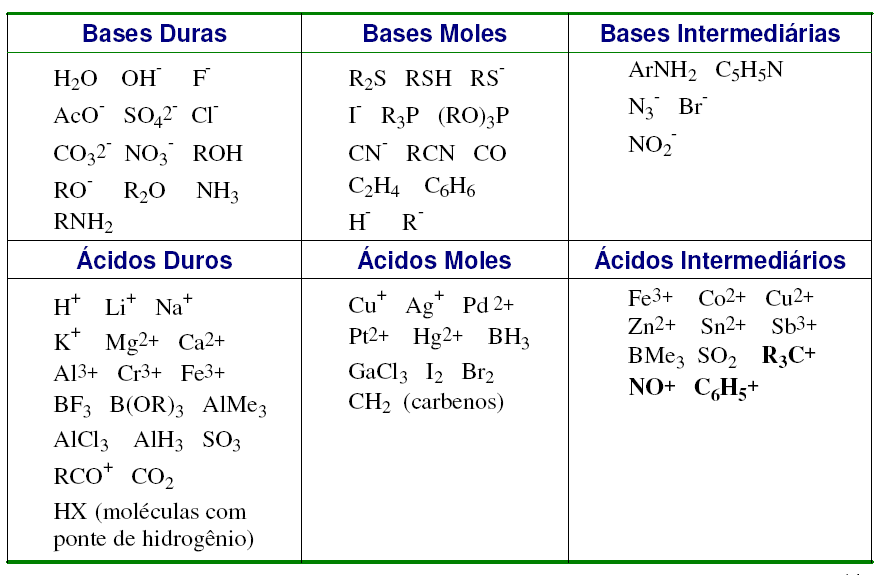 Bases Duras
H₂O OH⁻ F⁻
AcO⁻ SO₄²⁻ Cl⁻
CO₃²⁻ NO₃⁻ ROH
RO⁻ R₂O NH₃
RNH₂
Bases Moles
R₂S RSH RS⁻
I⁻ R₃P (RO)₃P
CN⁻ RCN CO
C₂H₄ C₆H₆
H⁻ R⁻
Bases Intermediárias
ArNH₂ C₅H₅N
N₃⁻ Br⁻
NO₂⁻
Ácidos Duros
H⁺ Li⁺ Na⁺
K⁺ Mg²⁺ Ca²⁺
Al³⁺ Cr³⁺ Fe³⁺
BF₃ B(OR)₃ AlMe₃
AlCl₃ AlH₃ SO₃
RCO⁺ CO₂
HX (moléculas com
ponte de hidrogênio)
Ácidos Moles
Cu⁺ Ag⁺ Pd ²⁺
Pt²⁺ Hg²⁺ BH₃
GaCl₃ I₂ Br₂
CH₂ (carbenos)
Ácidos Intermediários
Fe³⁺ Co²⁺ Cu²⁺
Zn²⁺ Sn²⁺ Sb³⁺
BMe₃ SO₂ R₃C+
NO+ C₆H₅+